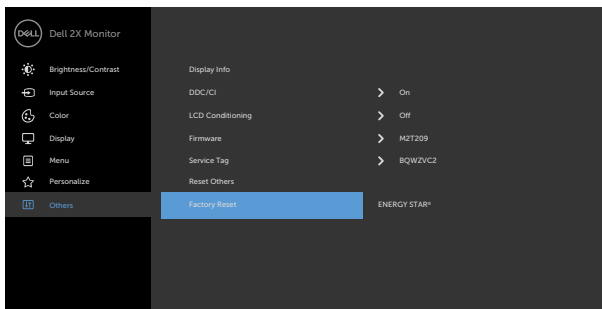 DELL Dell 2X Monitor
Brightness/Contrast Display Info
Input Source DDC/CI On
Color LCD Conditioning Off
Display Firmware M2T209
Menu Service Tag BQWZVC2
Personalize Reset Others
Others Factory Reset ENERGY STAR®